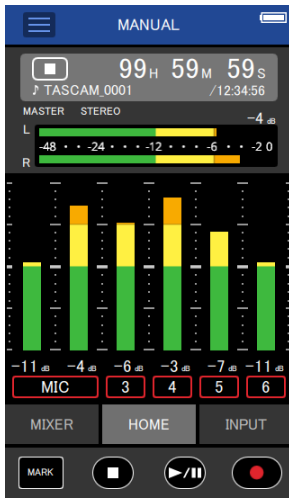 MANUAL
99H 59M 59S
♪ TASCAM_0001 /12:34:56
MASTER STEREO -4 dB
L
-48 · · -24 · · · -12 · · · -6 · · -2 0
R
-11 dB -4 dB -6 dB -3 dB -7 dB -11 dB
MIC 3 4 5 6
MIXER HOME INPUT
MARK